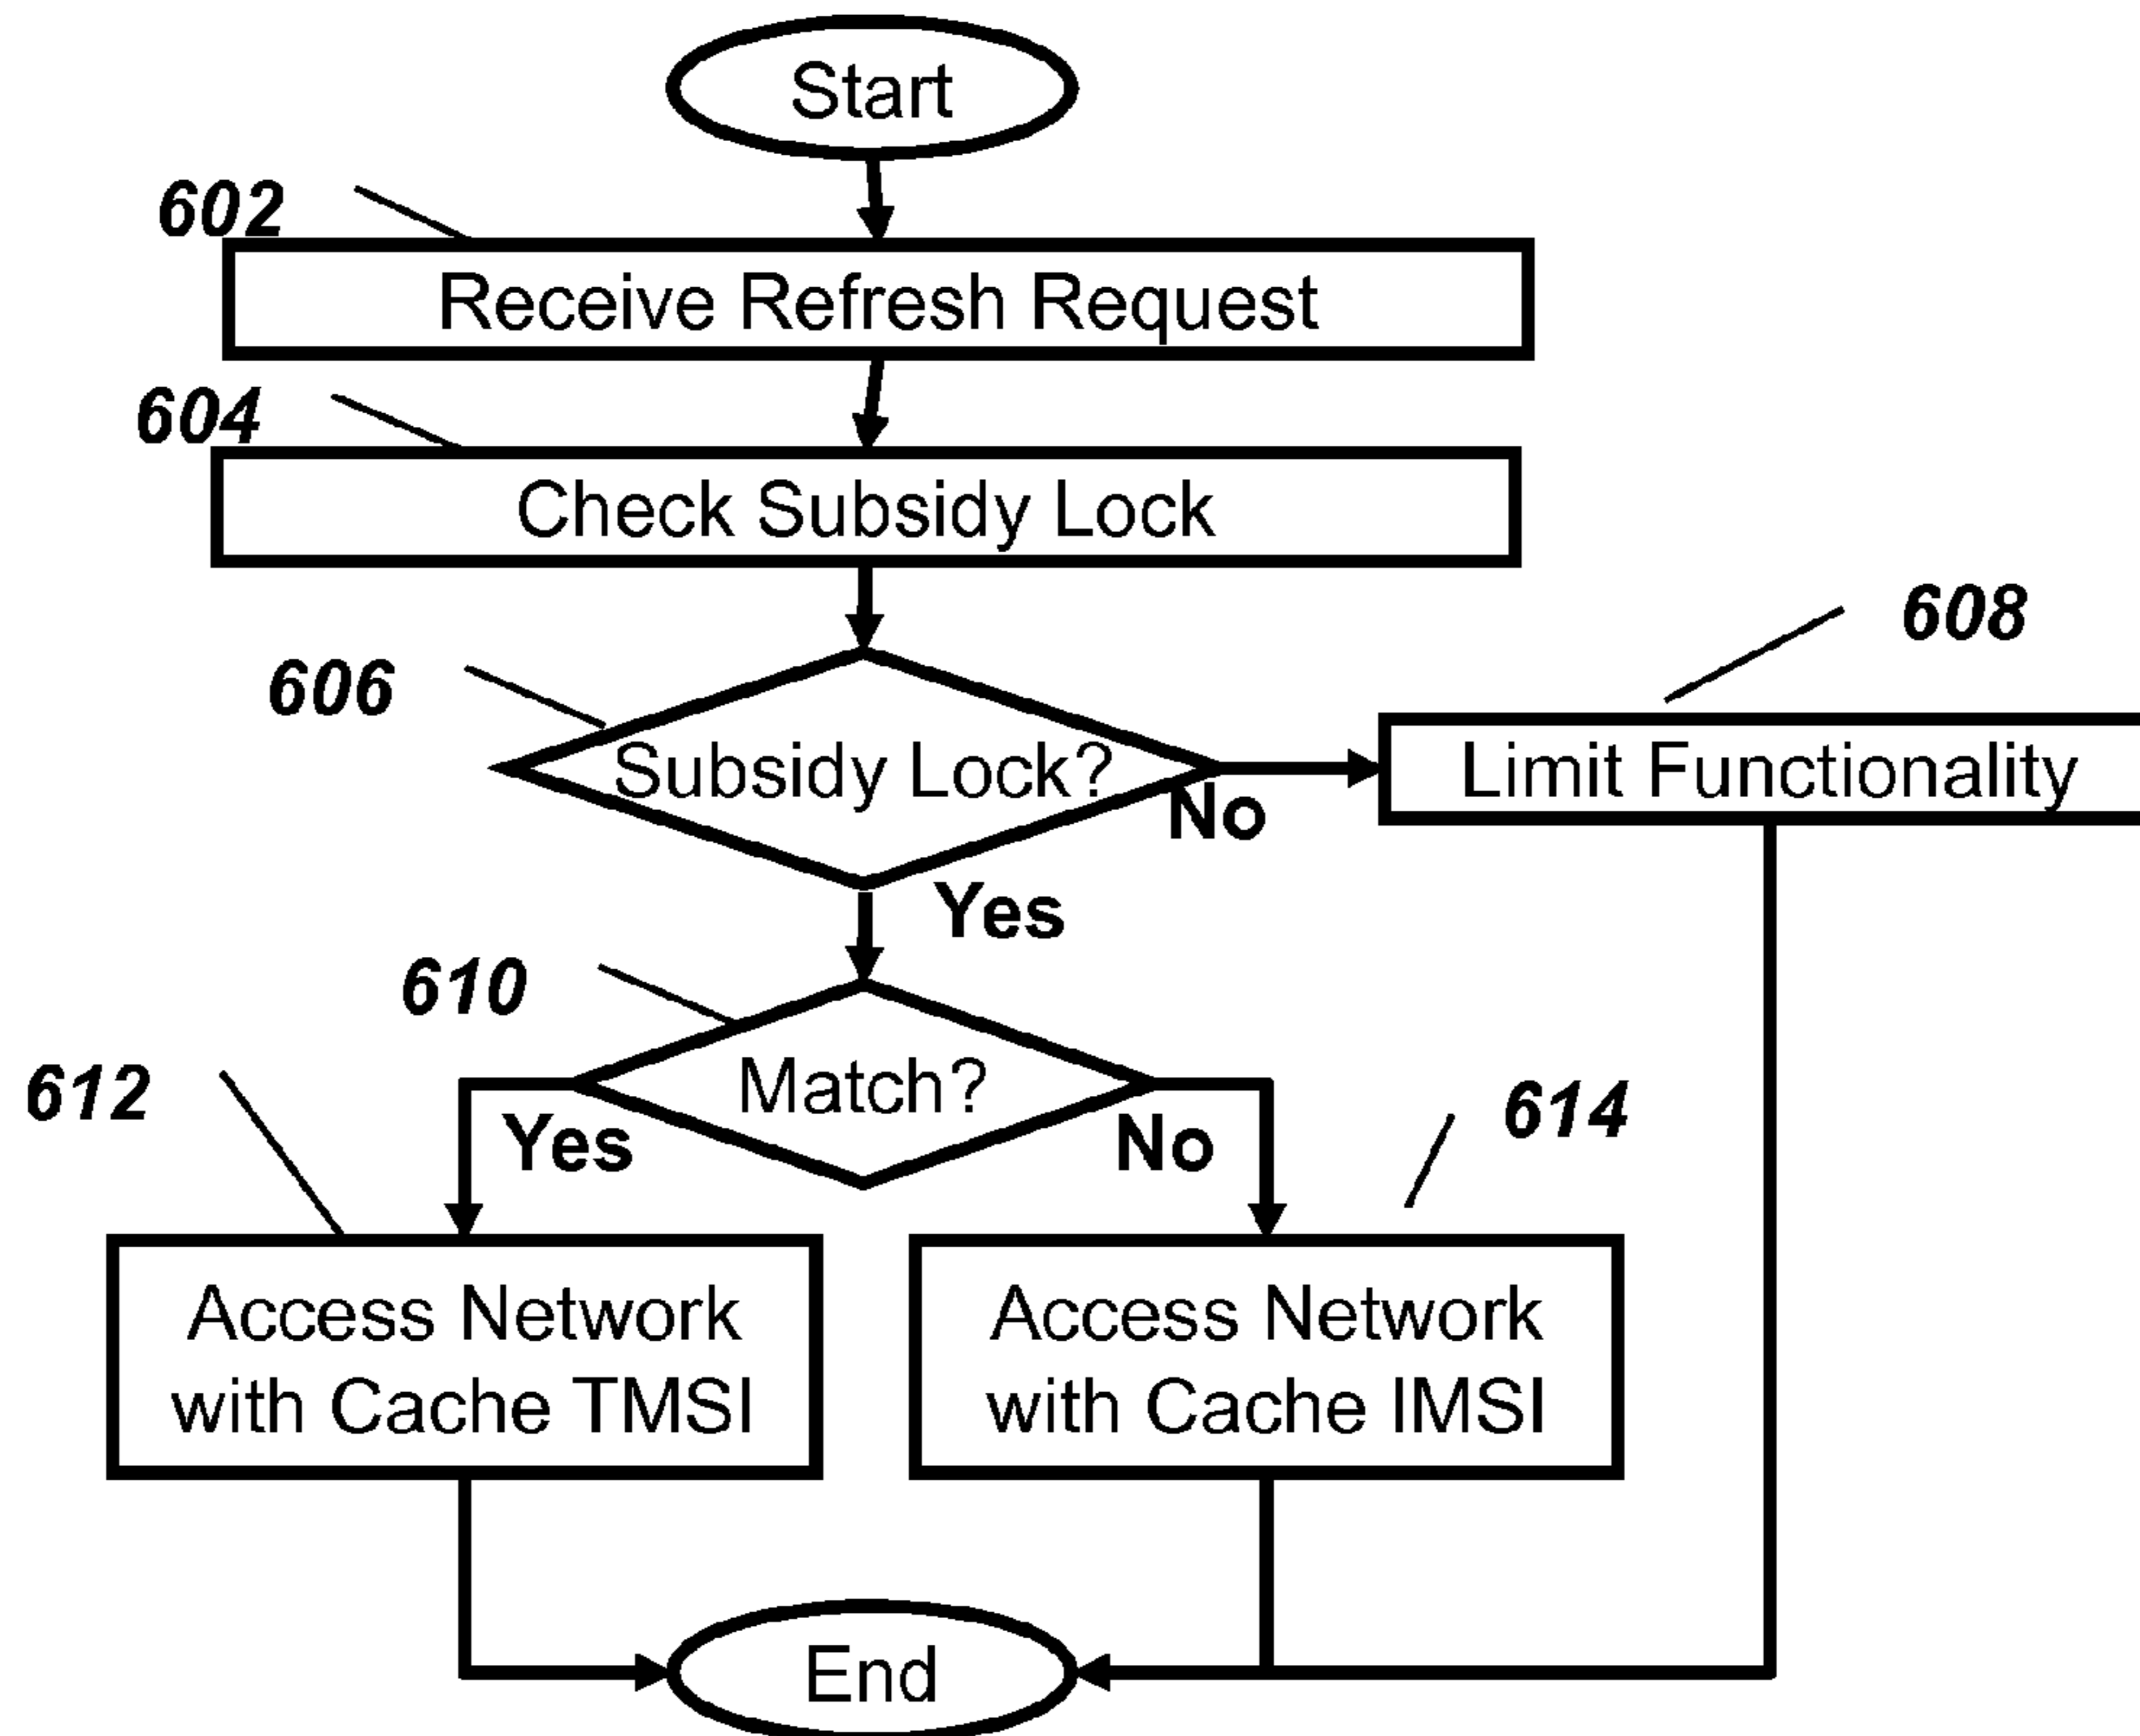 Start
602
Receive Refresh Request
604
Check Subsidy Lock
608
606
Subsidy Lock?
Limit Functionality
No
Yes
610
Match?
612
614
Yes
No
Access Network
with Cache TMSI
Access Network
with Cache IMSI
End